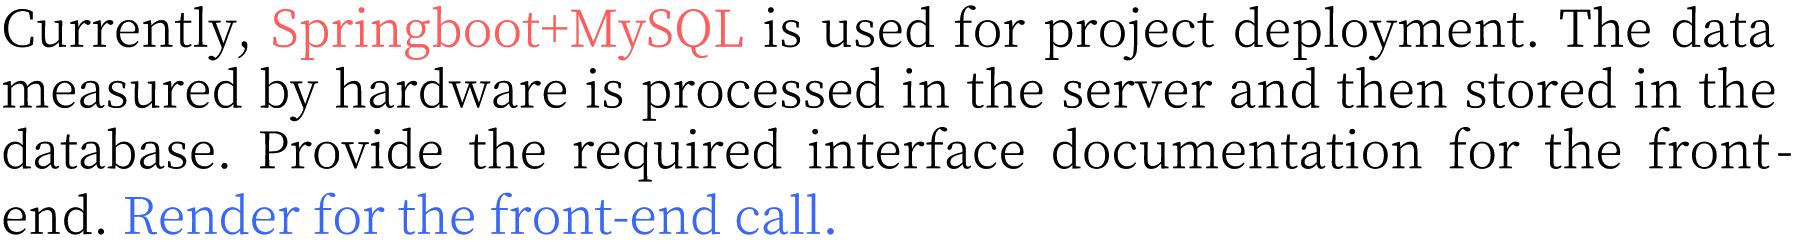 Currently, Springboot+MySQL is used for project deployment. The data
measured by hardware is processed in the server and then stored in the
database. Provide the required interface documentation for the front-
end. Render for the front-end call.